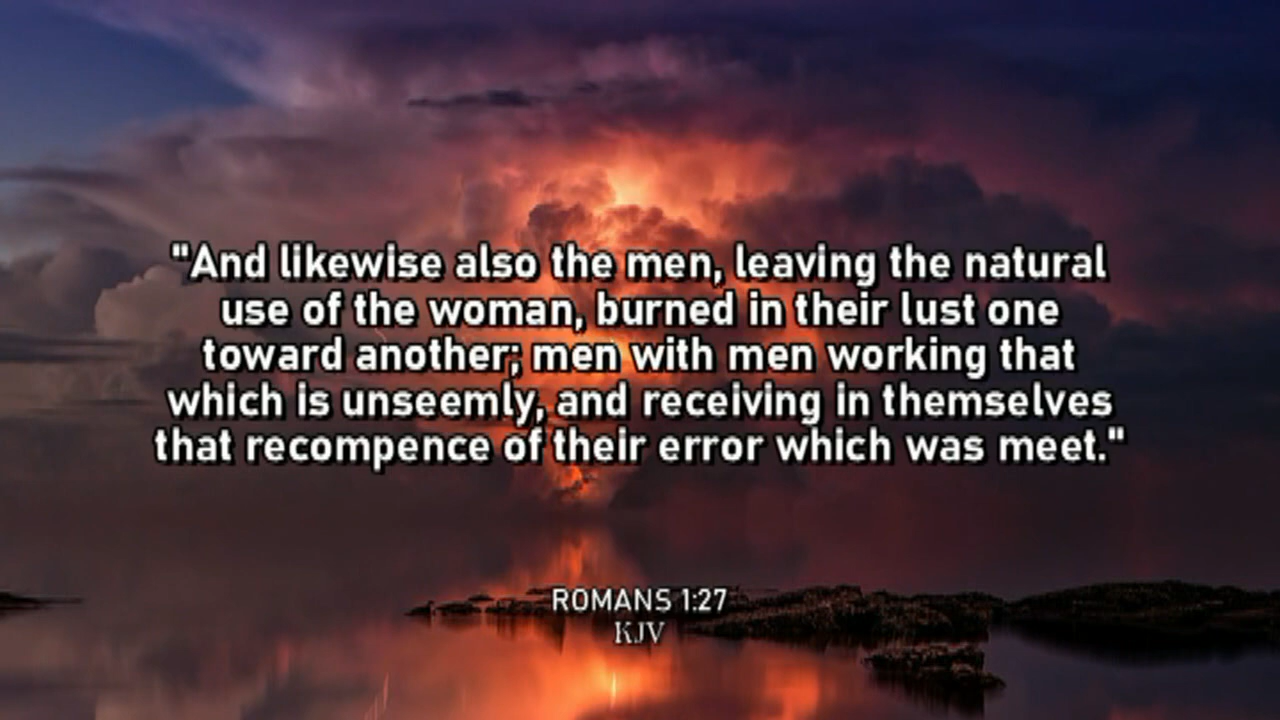 "And likewise also the men, leaving the natural
use of the woman, burned in their lust one
toward another; men with men working that
which is unseemly, and receiving in themselves
that recompence of their error which was meet."
ROMANS 1:27
KJV